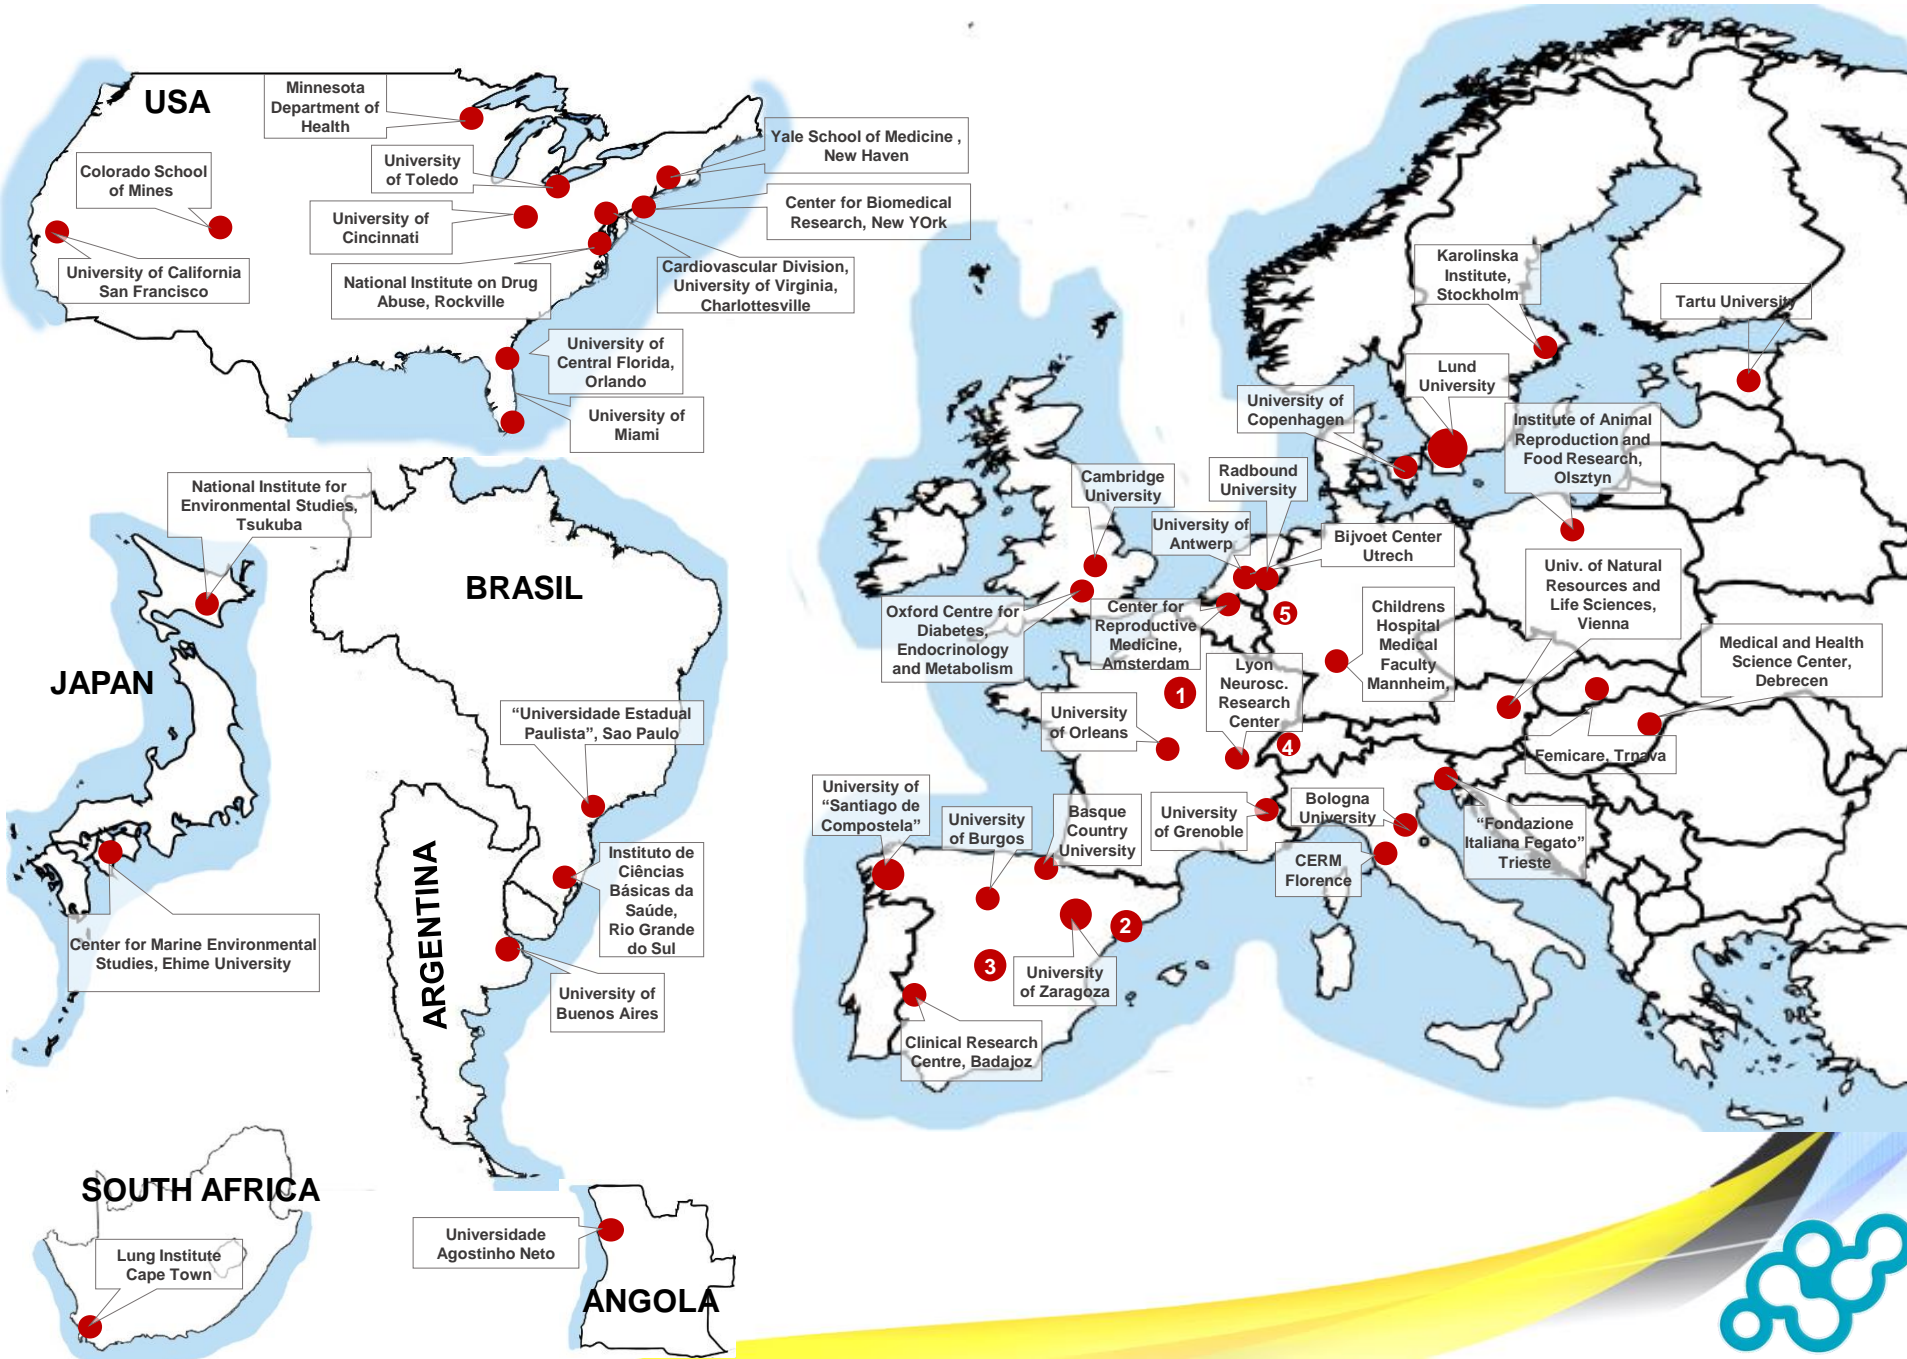 USA
Minnesota
Department of
Health
Colorado School
of Mines
University
of Toledo
University of
Cincinnati
University of California
San Francisco
National Institute on Drug
Abuse, Rockville
Yale School of Medicine ,
New Haven
Center for Biomedical
Research, New YOrk
Cardiovascular Division,
University of Virginia,
Charlottesville
University of
Central Florida,
Orlando
University of
Miami
JAPAN
National Institute for
Environmental Studies,
Tsukuba
Center for Marine Environmental
Studies, Ehime University
BRASIL
“Universidade Estadual
Paulista”, Sao Paulo
Instituto de
Ciências
Básicas da
Saúde,
Rio Grande
do Sul
ARGENTINA
University of
Buenos Aires
SOUTH AFRICA
Lung Institute
Cape Town
Universidade
Agostinho Neto
ANGOLA
Karolinska
Institute,
Stockholm
Tartu University
Lund
University
University of
Copenhagen
Institute of Animal
Reproduction and
Food Research,
Olsztyn
Cambridge
University
Radbound
University
University of
Antwerp
Bijvoet Center
Utrech
Univ. of Natural
Resources and
Life Sciences,
Vienna
Oxford Centre for
Diabetes,
Endocrinology
and Metabolism
Center for
Reproductive
Medicine,
Amsterdam
5
Childrens
Hospital
Medical
Faculty
Mannheim,
Medical and Health
Science Center,
Debrecen
Lyon
Neurosc.
Research
Center
1
University
of Orleans
4
Femicare, Trnava
University of
“Santiago de
Compostela”
University
of Burgos
Basque
Country
University
University
of Grenoble
Bologna
University
“Fondazione
Italiana Fegato”
Trieste
CERM
Florence
2
3
University
of Zaragoza
Clinical Research
Centre, Badajoz